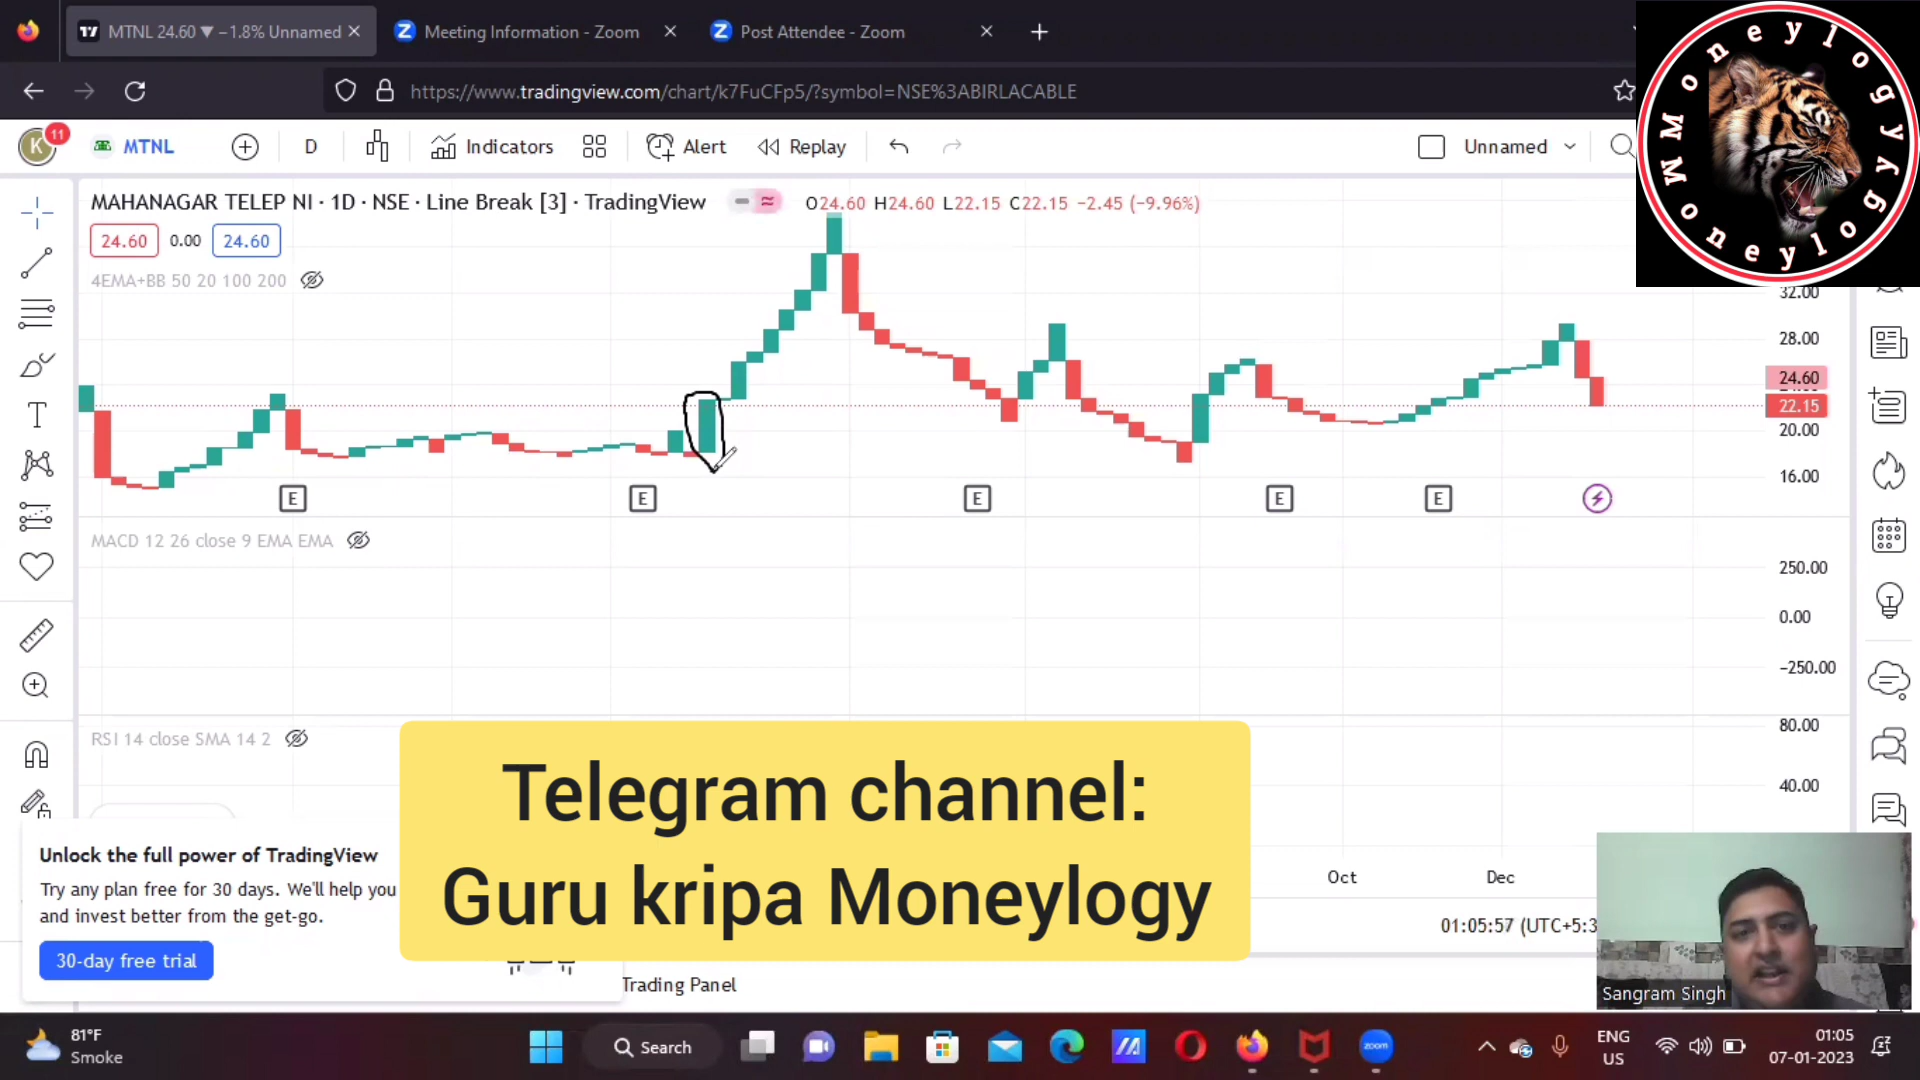 MTNL 24.60 ▼ −1.8% Unnamed
Meeting Information - Zoom
Post Attendee - Zoom
https://www.tradingview.com/chart/k7FuCFp5/?symbol=NSE%3ABIRLACABLE
Moneylogy Moneylogy
K
11
MTNL
D
Indicators
Alert
Replay
Unnamed
MAHANAGAR TELEP NI · 1D · NSE · Line Break [3] · TradingView
O24.60 H24.60 L22.15 C22.15 −2.45 (−9.96%)
24.60 0.00 24.60
4EMA+BB 50 20 100 200
32.00
28.00
24.60
22.15
20.00
16.00
E E E E E
MACD 12 26 close 9 EMA EMA
250.00
0.00
−250.00
RSI 14 close SMA 14 2
80.00
40.00
Telegram channel:
Guru kripa Moneylogy
Unlock the full power of TradingView
Try any plan free for 30 days. We'll help you
and invest better from the get-go.
30-day free trial
Oct Dec
01:05:57 (UTC+5:3
Trading Panel
Sangram Singh
81°F
Smoke
Search
zoom
ENG
US
01:05
07-01-2023